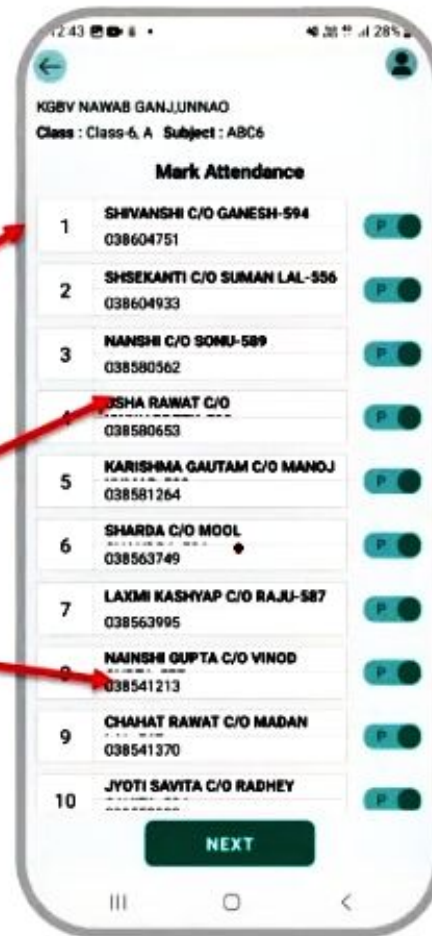 12:43
28%
KGBV NAWAB GANJ,UNNAO
Class : Class-6, A Subject : ABC6
Mark Attendance
1
SHIVANSHI C/O GANESH-594
038604751
P
2
SHSEKANTI C/O SUMAN LAL-556
038604933
P
3
NANSHI C/O SONU-589
038580562
P
RAWAT C/O
038580653
P
5
KARISHMA GAUTAM C/O MANOJ
038581264
P
6
SHARDA C/O MOOL
038563749
P
7
LAXMI KASHYAP C/O RAJU-587
038563995
P
NAINSHI GUPTA C/O VINOD
038541213
P
9
CHAHAT RAWAT C/O MADAN
038541370
P
10
JYOTI SAVITA C/O RADHEY
P
NEXT